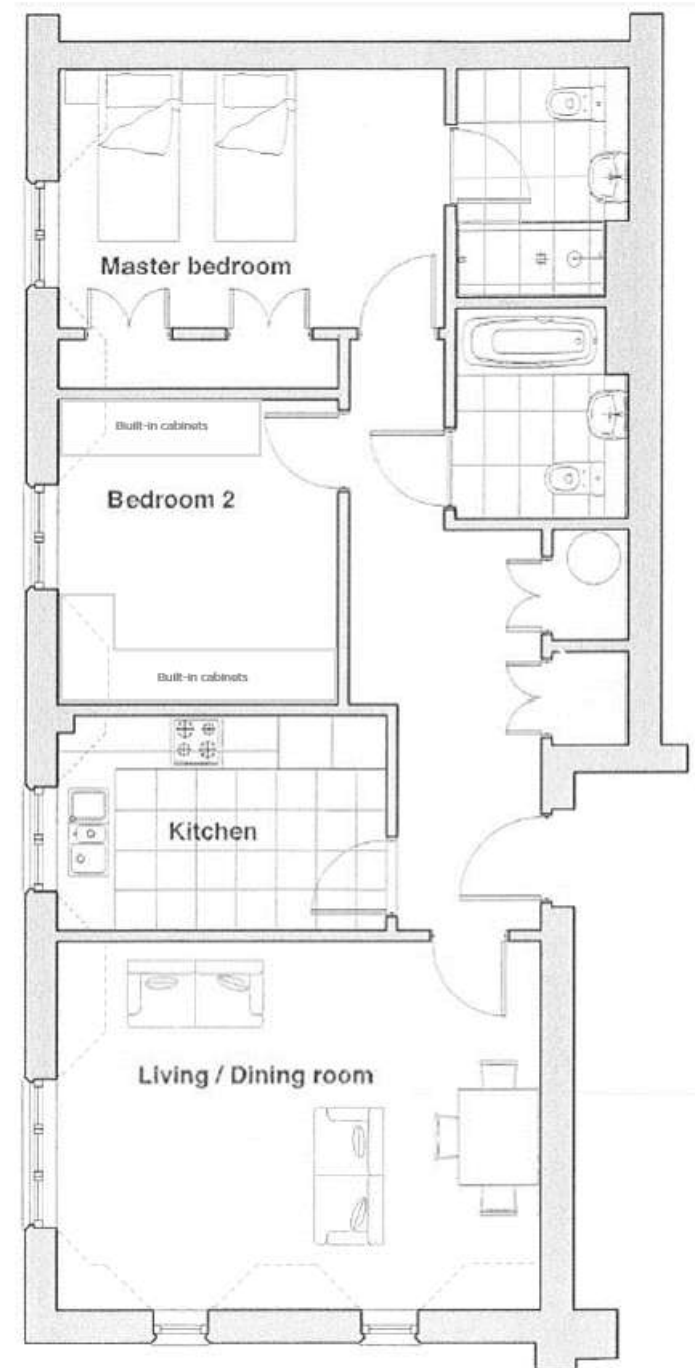 Master bedroom
Built-in cabinets
Bedroom 2
Built-in cabinets
Kitchen
Living / Dining room